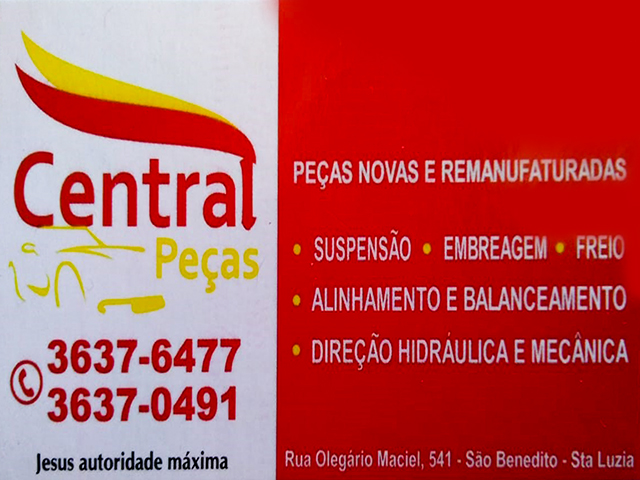 Central
Peças
3637-6477
3637-0491
Jesus autoridade máxima
PEÇAS NOVAS E REMANUFATURADAS
• SUSPENSÃO • EMBREAGEM • FREIO
• ALINHAMENTO E BALANCEAMENTO
• DIREÇÃO HIDRÁULICA E MECÂNICA
Rua Olegário Maciel, 541 - São Benedito - Sta Luzia